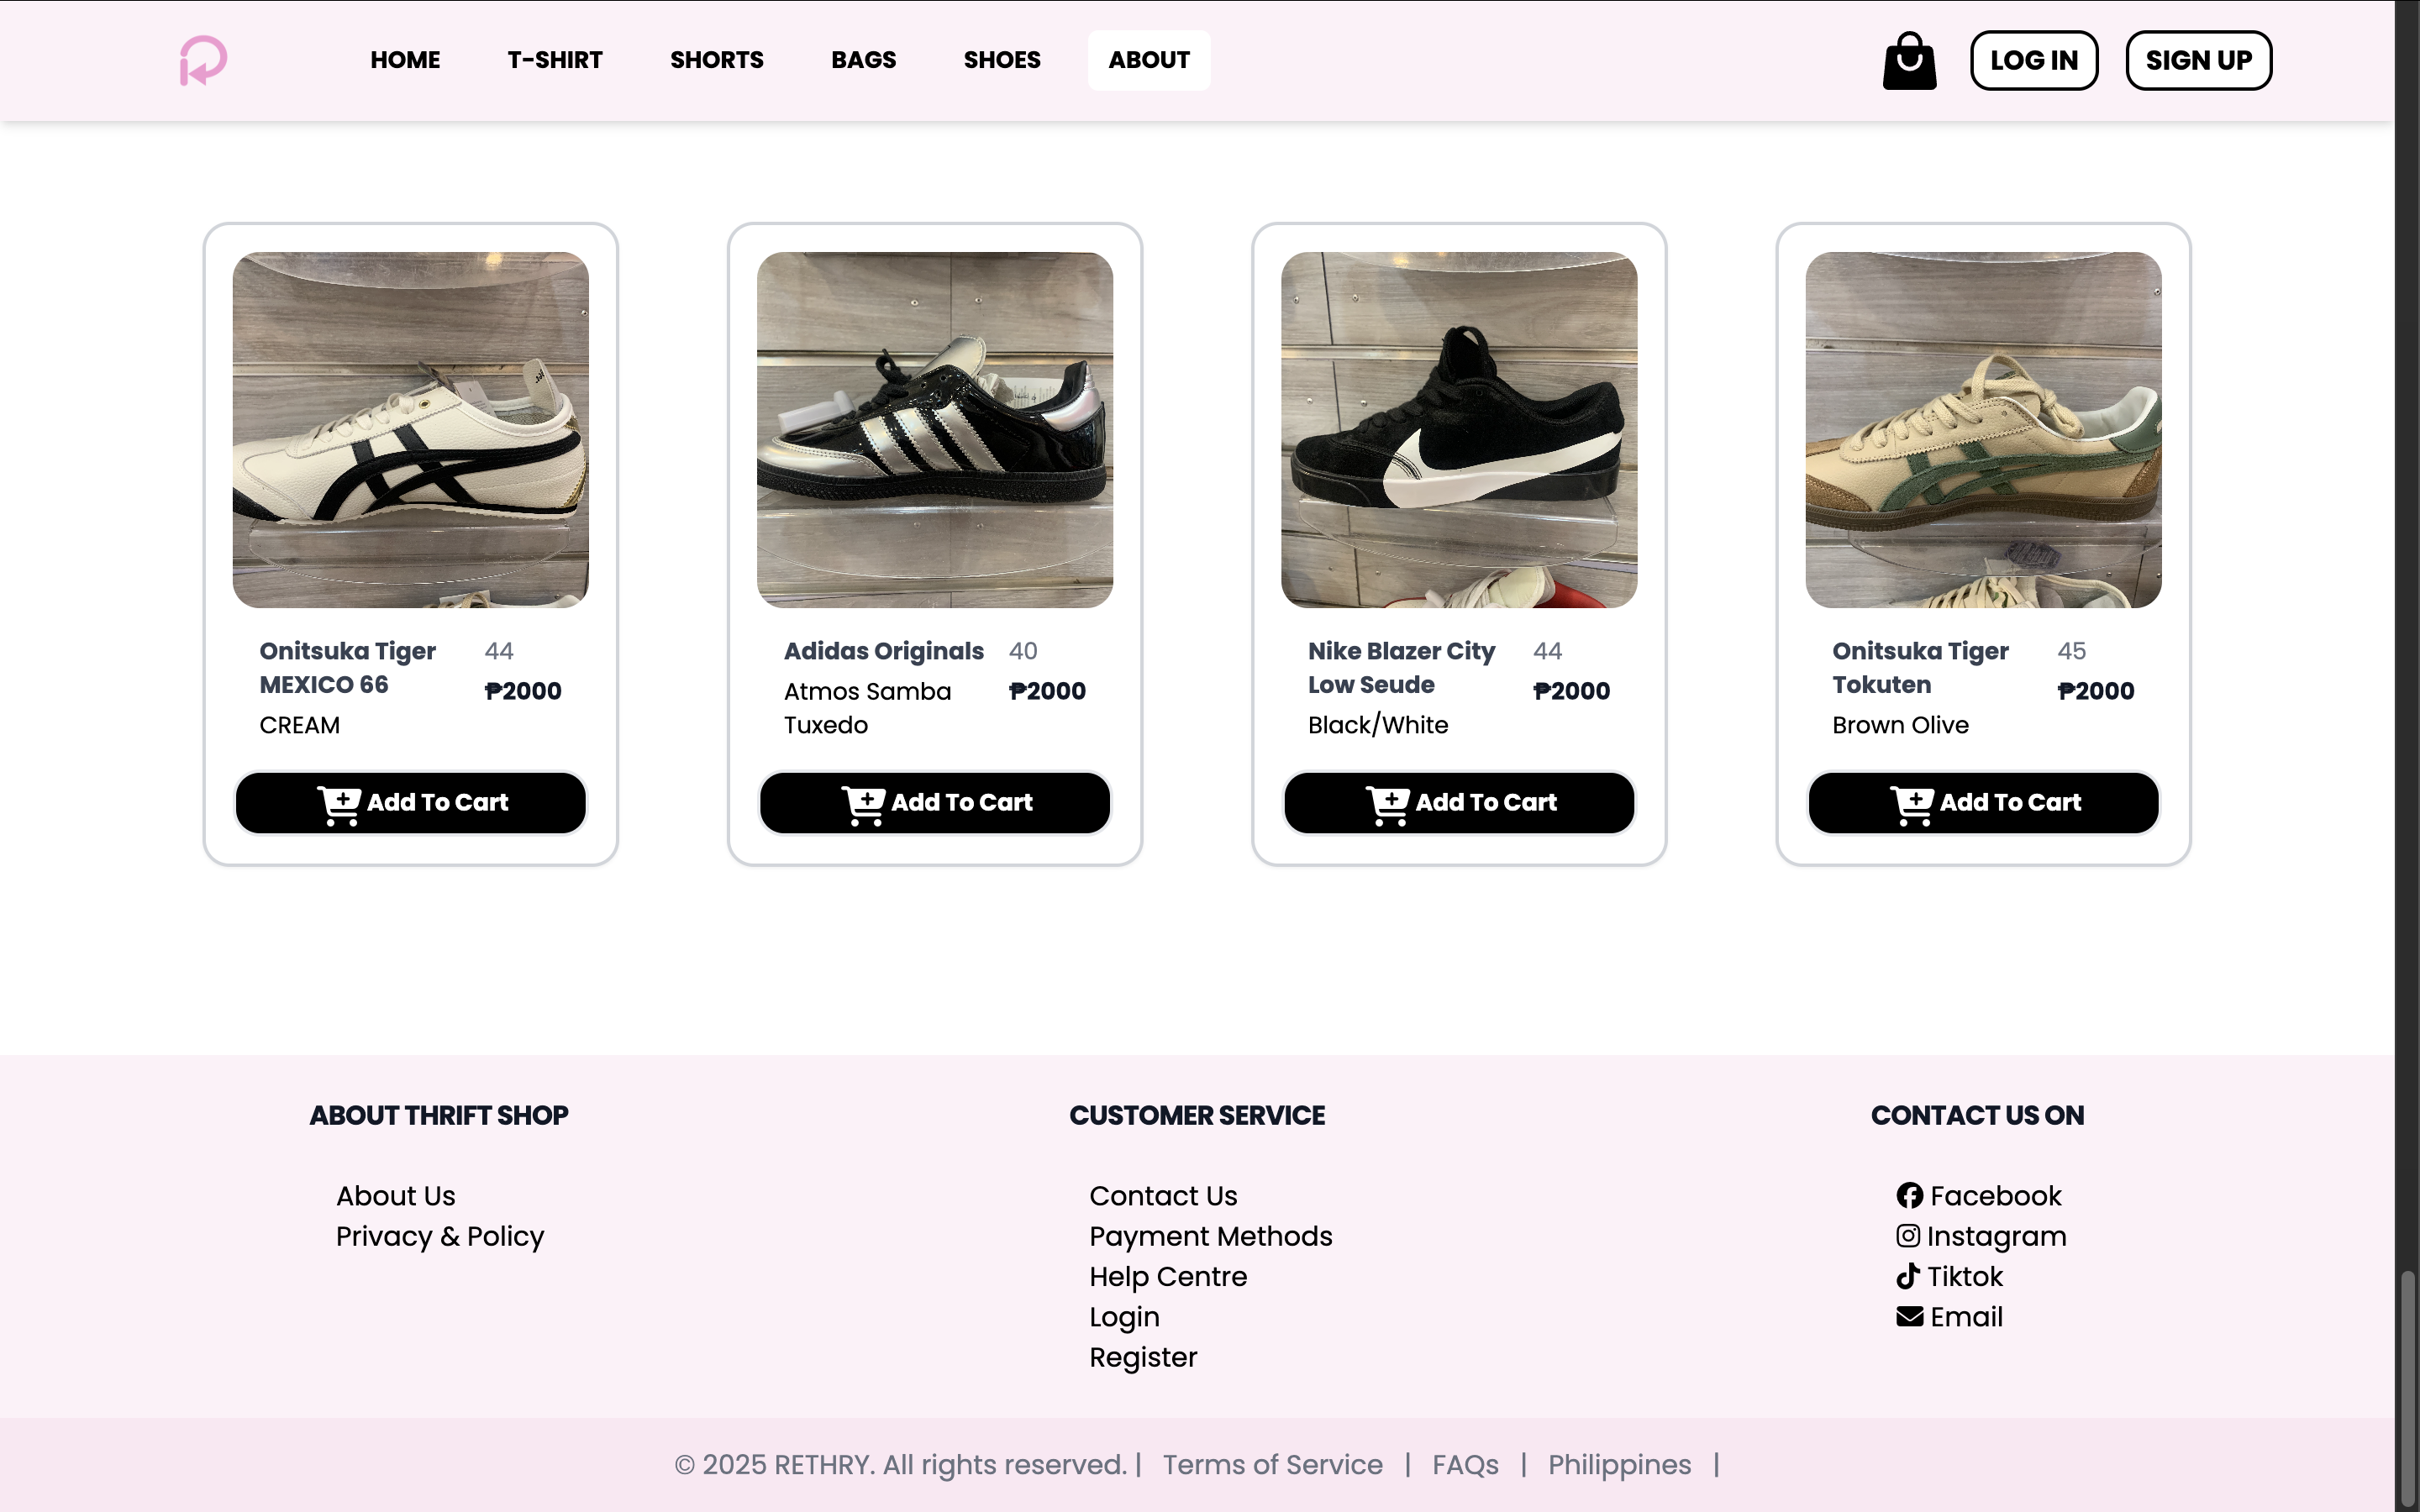 HOME T-SHIRT SHORTS BAGS SHOES ABOUT LOG IN SIGN UP
Onitsuka Tiger 44
MEXICO 66 ₱2000
CREAM
Add To Cart
Adidas Originals 40
Atmos Samba ₱2000
Tuxedo
Add To Cart
Nike Blazer City 44
Low Seude ₱2000
Black/White
Add To Cart
Onitsuka Tiger 45
Tokuten ₱2000
Brown Olive
Add To Cart
ABOUT THRIFT SHOP
About Us
Privacy & Policy
CUSTOMER SERVICE
Contact Us
Payment Methods
Help Centre
Login
Register
CONTACT US ON
Facebook
Instagram
Tiktok
Email
© 2025 RETHRY. All rights reserved. | Terms of Service | FAQs | Philippines |